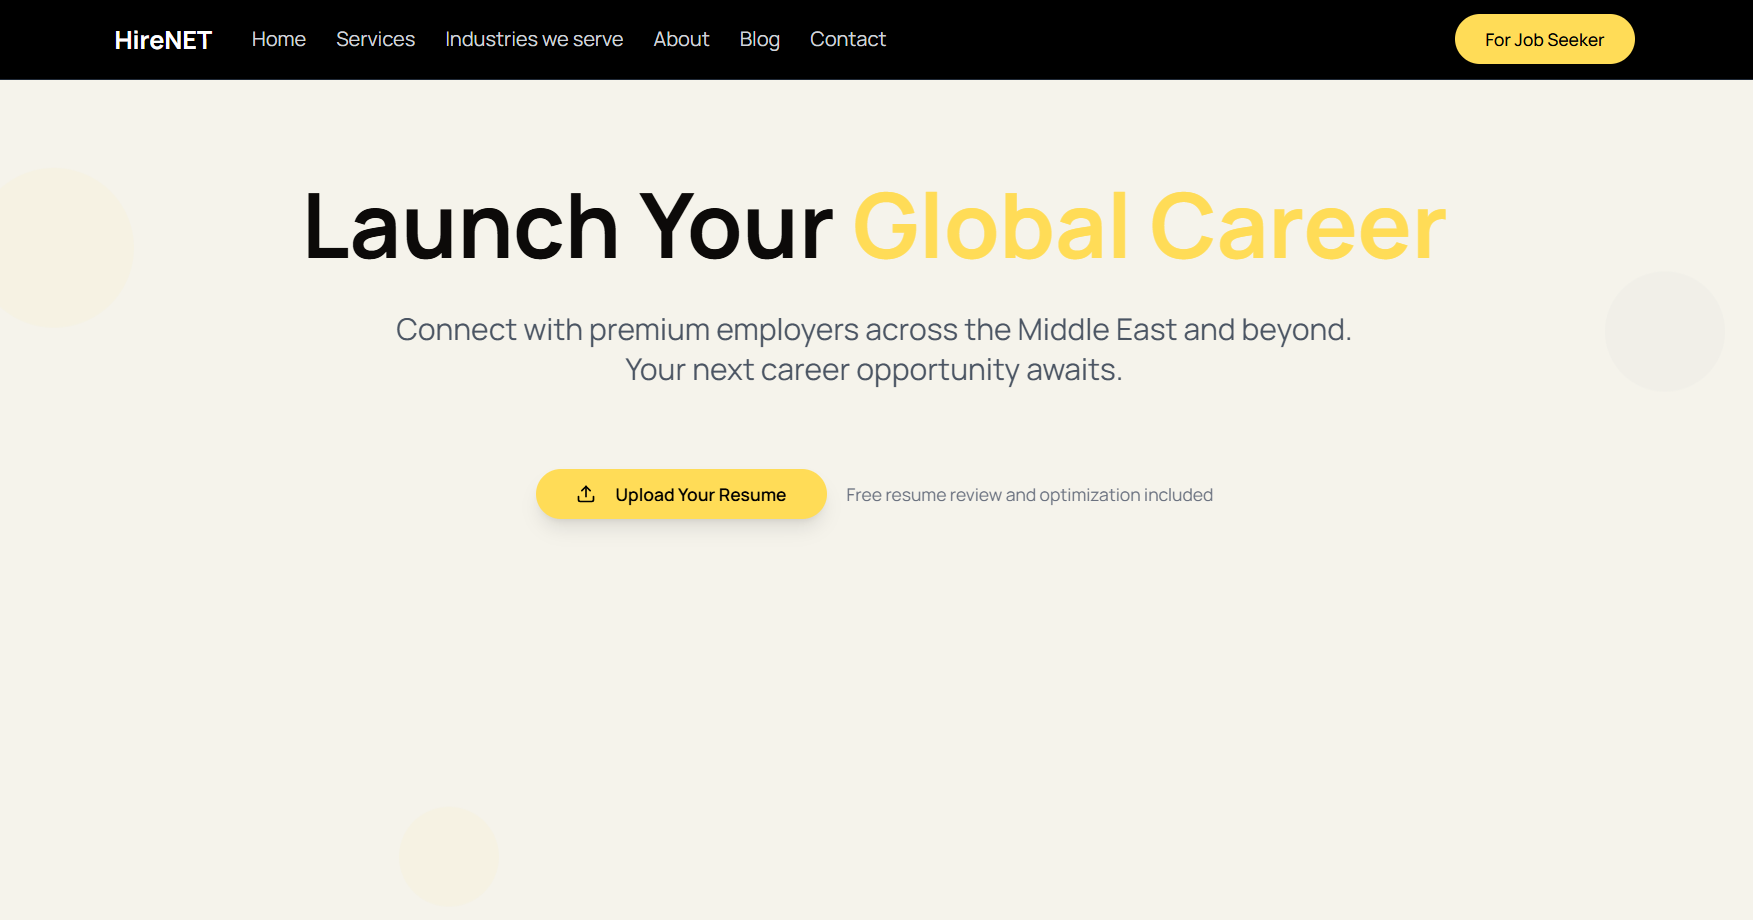 HireNET Home Services Industries we serve About Blog Contact For Job Seeker
Launch Your Global Career
Connect with premium employers across the Middle East and beyond.
Your next career opportunity awaits.
Upload Your Resume Free resume review and optimization included